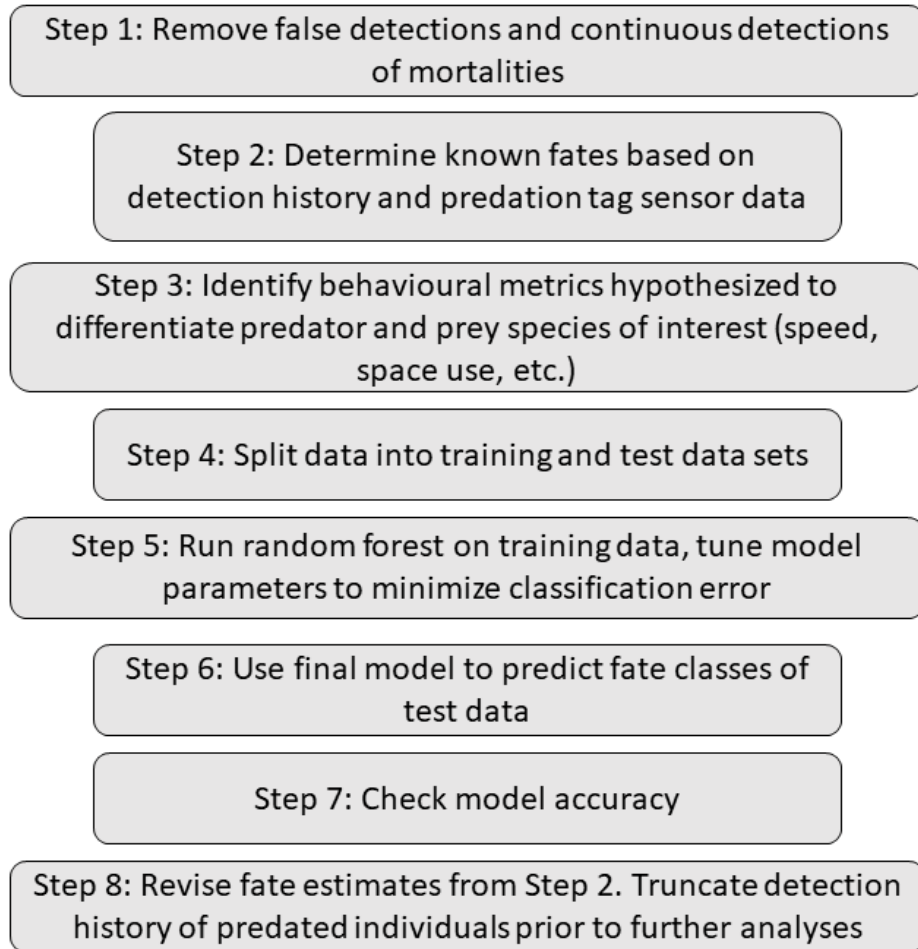 Step 1: Remove false detections and continuous detections
of mortalities
Step 2: Determine known fates based on
detection history and predation tag sensor data
Step 3: Identify behavioural metrics hypothesized to
differentiate predator and prey species of interest (speed,
space use, etc.)
Step 4: Split data into training and test data sets
Step 5: Run random forest on training data, tune model
parameters to minimize classification error
Step 6: Use final model to predict fate classes of
test data
Step 7: Check model accuracy
Step 8: Revise fate estimates from Step 2. Truncate detection
history of predated individuals prior to further analyses